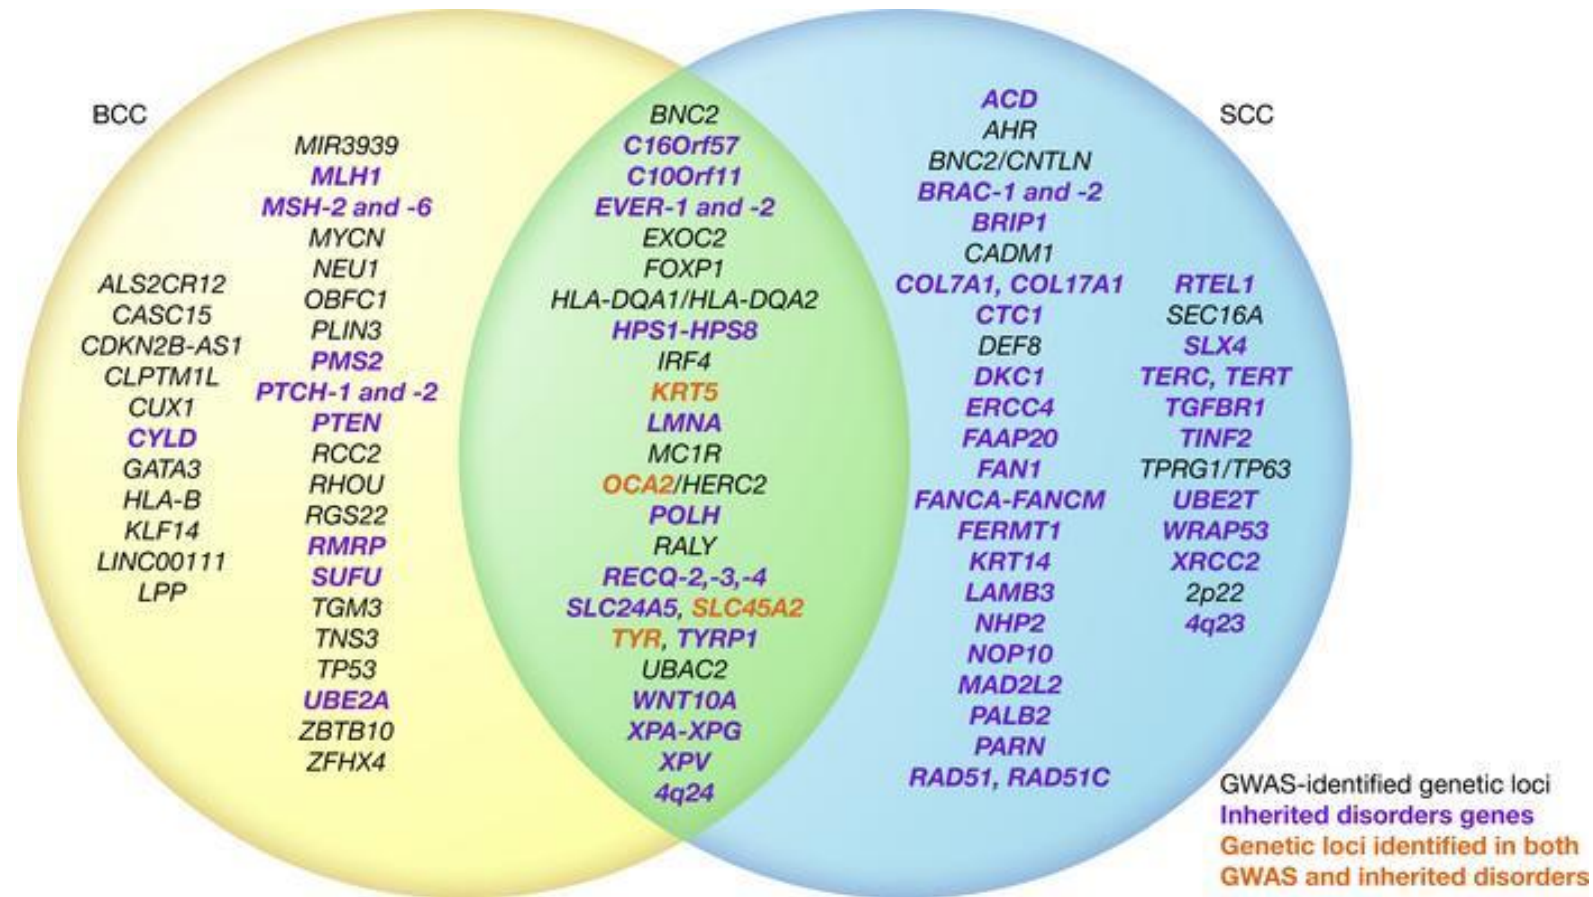 BCC
ALS2CR12
CASC15
CDKN2B-AS1
CLPTM1L
CUX1
CYLD
GATA3
HLA-B
KLF14
LINC00111
LPP
MIR3939
MLH1
MSH-2 and -6
MYCN
NEU1
OBFC1
PLIN3
PMS2
PTCH-1 and -2
PTEN
RCC2
RHOU
RGS22
RMRP
SUFU
TGM3
TNS3
TP53
UBE2A
ZBTB10
ZFHX4
BNC2
C16Orf57
C10Orf11
EVER-1 and -2
EXOC2
FOXP1
HLA-DQA1/HLA-DQA2
HPS1-HPS8
IRF4
KRT5
LMNA
MC1R
OCA2/HERC2
POLH
RALY
RECQ-2,-3,-4
SLC24A5, SLC45A2
TYR, TYRP1
UBAC2
WNT10A
XPA-XPG
XPV
4q24
SCC
ACD
AHR
BNC2/CNTLN
BRAC-1 and -2
BRIP1
CADM1
COL7A1, COL17A1
CTC1
DEF8
DKC1
ERCC4
FAAP20
FAN1
FANCA-FANCM
FERMT1
KRT14
LAMB3
NHP2
NOP10
MAD2L2
PALB2
PARN
RAD51, RAD51C
RTEL1
SEC16A
SLX4
TERC, TERT
TGFBR1
TINF2
TPRG1/TP63
UBE2T
WRAP53
XRCC2
2p22
4q23
GWAS-identified genetic loci
Inherited disorders genes
Genetic loci identified in both
GWAS and inherited disorders